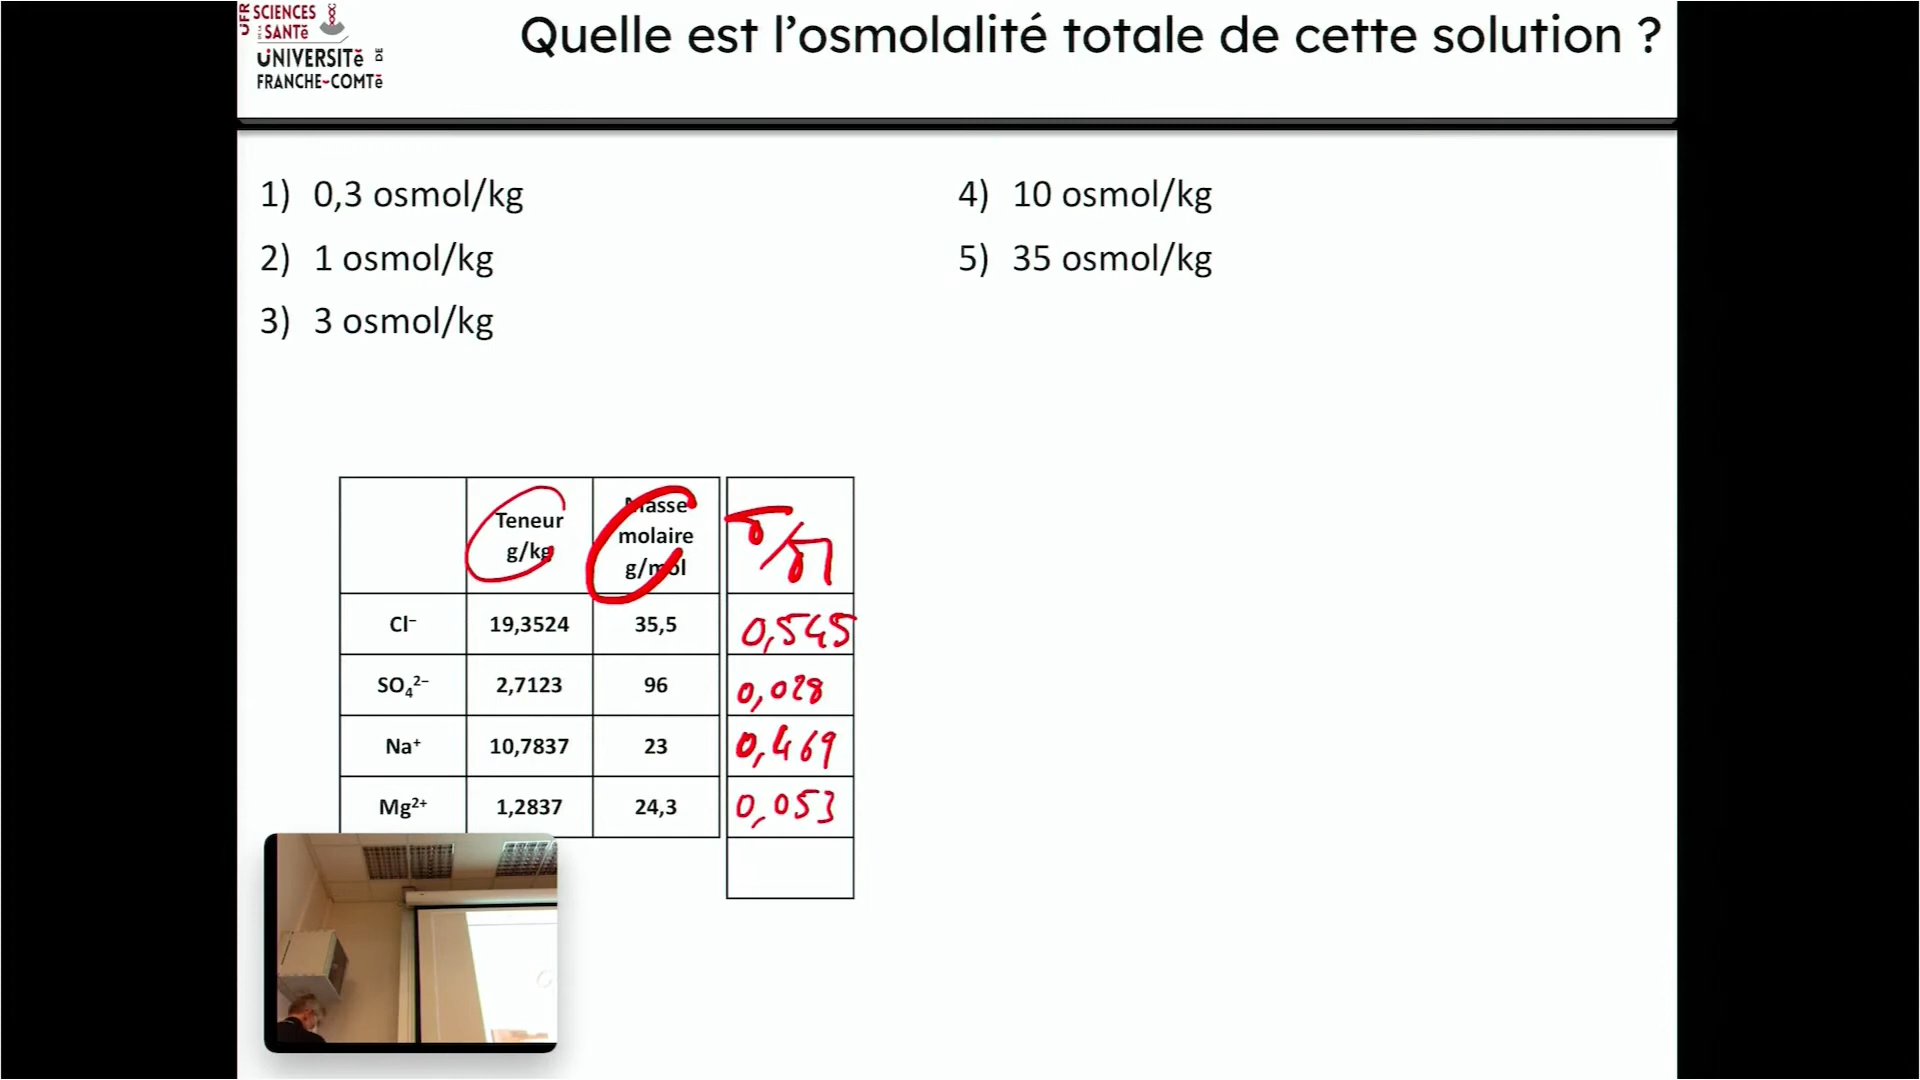 UFR
SCIENCES
DE LA
SANTé
UNIVERSITé
DE
FRANCHE-COMTé
Quelle est l’osmolalité totale de cette solution ?
1) 0,3 osmol/kg
2) 1 osmol/kg
3) 3 osmol/kg
4) 10 osmol/kg
5) 35 osmol/kg
Teneur
g/kg
Masse
molaire
g/mol
Cl⁻ 19,3524 35,5 0,545
SO₄²⁻ 2,7123 96 0,028
Na⁺ 10,7837 23 0,469
Mg²⁺ 1,2837 24,3 0,053